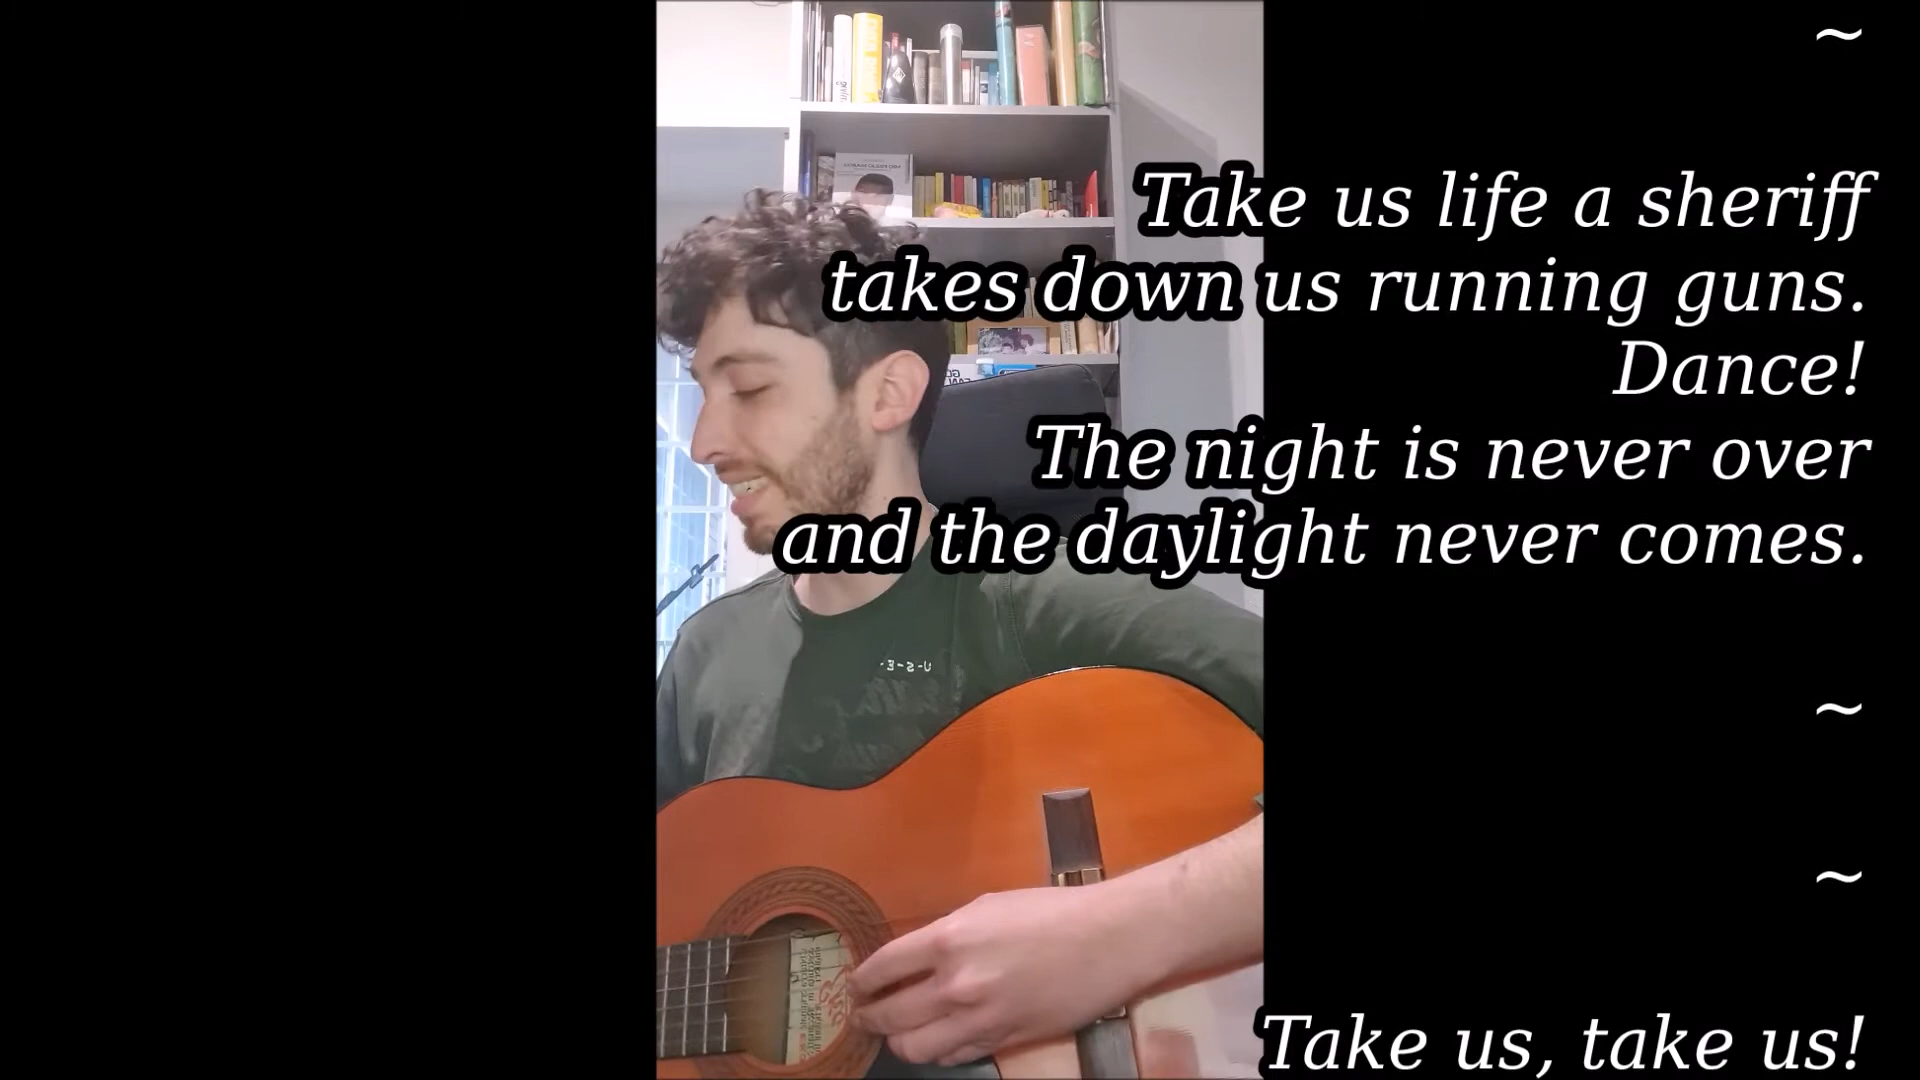 ~
Take us life a sheriff
takes down us running guns.
Dance!
The night is never over
and the daylight never comes.
U-S-E-
~
~
Take us, take us!